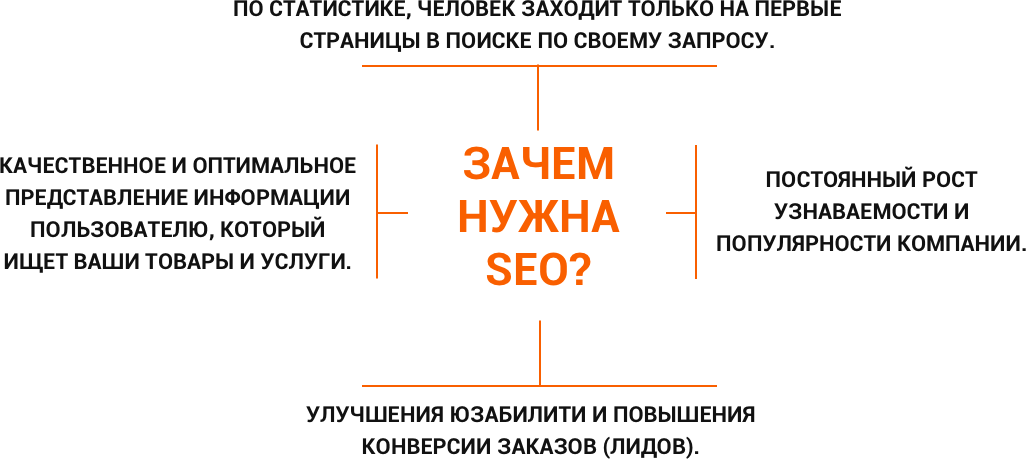 ПО СТАТИСТИКЕ, ЧЕЛОВЕК ЗАХОДИТ ТОЛЬКО НА ПЕРВЫЕ
СТРАНИЦЫ В ПОИСКЕ ПО СВОЕМУ ЗАПРОСУ.
КАЧЕСТВЕННОЕ И ОПТИМАЛЬНОЕ
ПРЕДСТАВЛЕНИЕ ИНФОРМАЦИИ
ПОЛЬЗОВАТЕЛЮ, КОТОРЫЙ
ИЩЕТ ВАШИ ТОВАРЫ И УСЛУГИ.
ЗАЧЕМ
НУЖНА
SEO?
ПОСТОЯННЫЙ РОСТ
УЗНАВАЕМОСТИ И
ПОПУЛЯРНОСТИ КОМПАНИИ.
УЛУЧШЕНИЯ ЮЗАБИЛИТИ И ПОВЫШЕНИЯ
КОНВЕРСИИ ЗАКАЗОВ (ЛИДОВ).